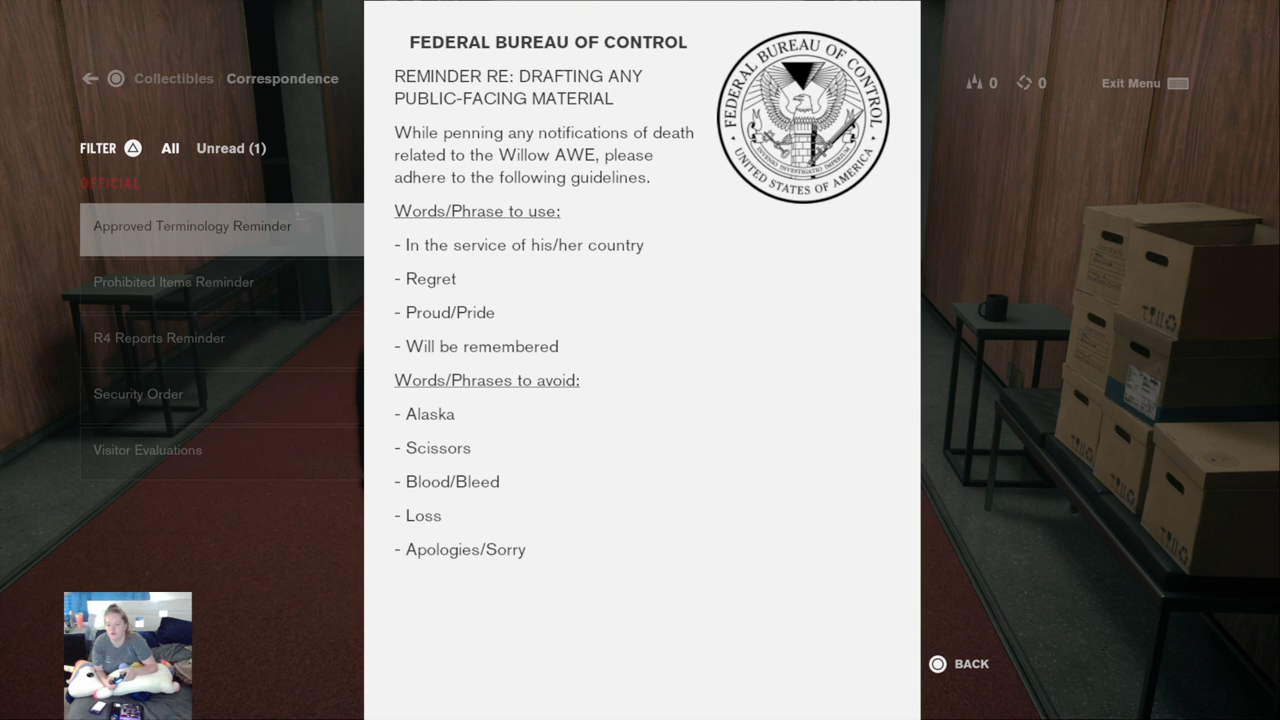 FEDERAL BUREAU OF CONTROL
REMINDER RE: DRAFTING ANY
PUBLIC-FACING MATERIAL
While penning any notifications of death
related to the Willow AWE, please
adhere to the following guidelines.
Words/Phrase to use:
- In the service of his/her country
- Regret
- Proud/Pride
- Will be remembered
Words/Phrases to avoid:
- Alaska
- Scissors
- Blood/Bleed
- Loss
- Apologies/Sorry
FEDERAL BUREAU OF CONTROL
INVENIO INVESTIGATIO IMPERIUM
UNITED STATES OF AMERICA
Collectibles / Correspondence
FILTER All Unread (1)
OFFICIAL
Approved Terminology Reminder
Prohibited Items Reminder
R4 Reports Reminder
Security Order
Visitor Evaluations
0 0 Exit Menu
BACK